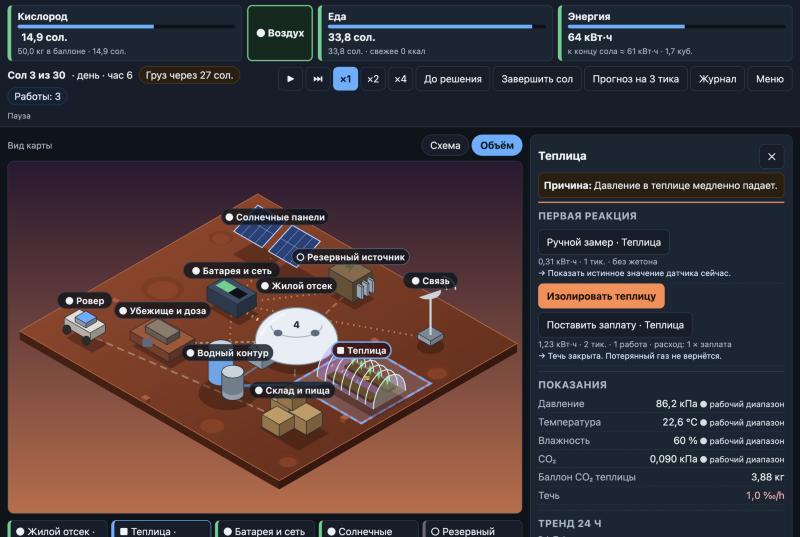 Кислород
14,9 сол.
50,0 кг в баллоне · 14,9 сол.
Воздух
Еда
33,8 сол.
33,8 сол. · свежее 0 ккал
Энергия
64 кВт·ч
к концу сола ≈ 61 кВт·ч · 1,7 куб.
Сол 3 из 30 · день · час 6
Груз через 27 сол.
×1
×2
×4
До решения
Завершить сол
Прогноз на 3 тика
Журнал
Меню
Работы: 3
Пауза
Вид карты
Схема
Объём
Солнечные панели
Резервный источник
Батарея и сеть
Жилой отсек
Связь
Ровер
Убежище и доза
4
Водный контур
Теплица
Склад и пища
Жилой отсек ·
Теплица ·
Батарея и сеть
Солнечные
Резервный
Теплица
Причина: Давление в теплице медленно падает.
ПЕРВАЯ РЕАКЦИЯ
Ручной замер · Теплица
0,31 кВт·ч · 1 тик. · без жетона
→ Показать истинное значение датчика сейчас.
Изолировать теплицу
Поставить заплату · Теплица
1,23 кВт·ч · 2 тик. · 1 работа · расход: 1 × заплата
→ Течь закрыта. Потерянный газ не вернётся.
ПОКАЗАНИЯ
Давление 86,2 кПа рабочий диапазон
Температура 22,6 °C рабочий диапазон
Влажность 60 % рабочий диапазон
CO₂ 0,090 кПа рабочий диапазон
Баллон CO₂ теплицы 3,88 кг
Течь 1,0 ‰/h
ТРЕНД 24 Ч